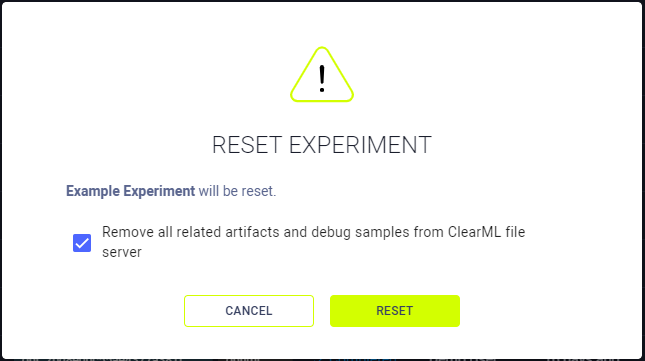 RESET EXPERIMENT
Example Experiment will be reset.
Remove all related artifacts and debug samples from ClearML file
server
CANCEL
RESET